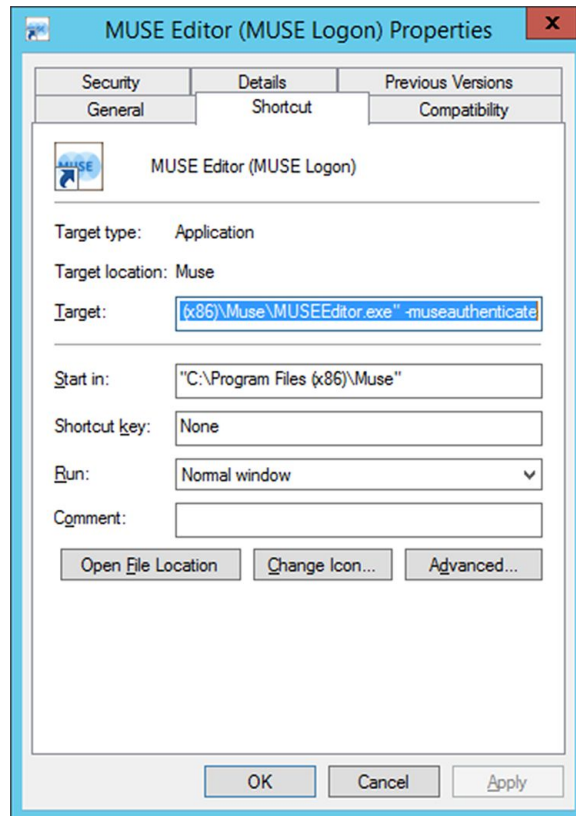 MUSE Editor (MUSE Logon) Properties
x
Security Details Previous Versions
General Shortcut Compatibility
MUSE
MUSE Editor (MUSE Logon)
Target type: Application
Target location: Muse
Target: (x86)\Muse\MUSEEditor.exe" -museauthenticate
Start in: "C:\Program Files (x86)\Muse"
Shortcut key: None
Run: Normal window
Comment:
Open File Location Change Icon... Advanced...
OK Cancel Apply